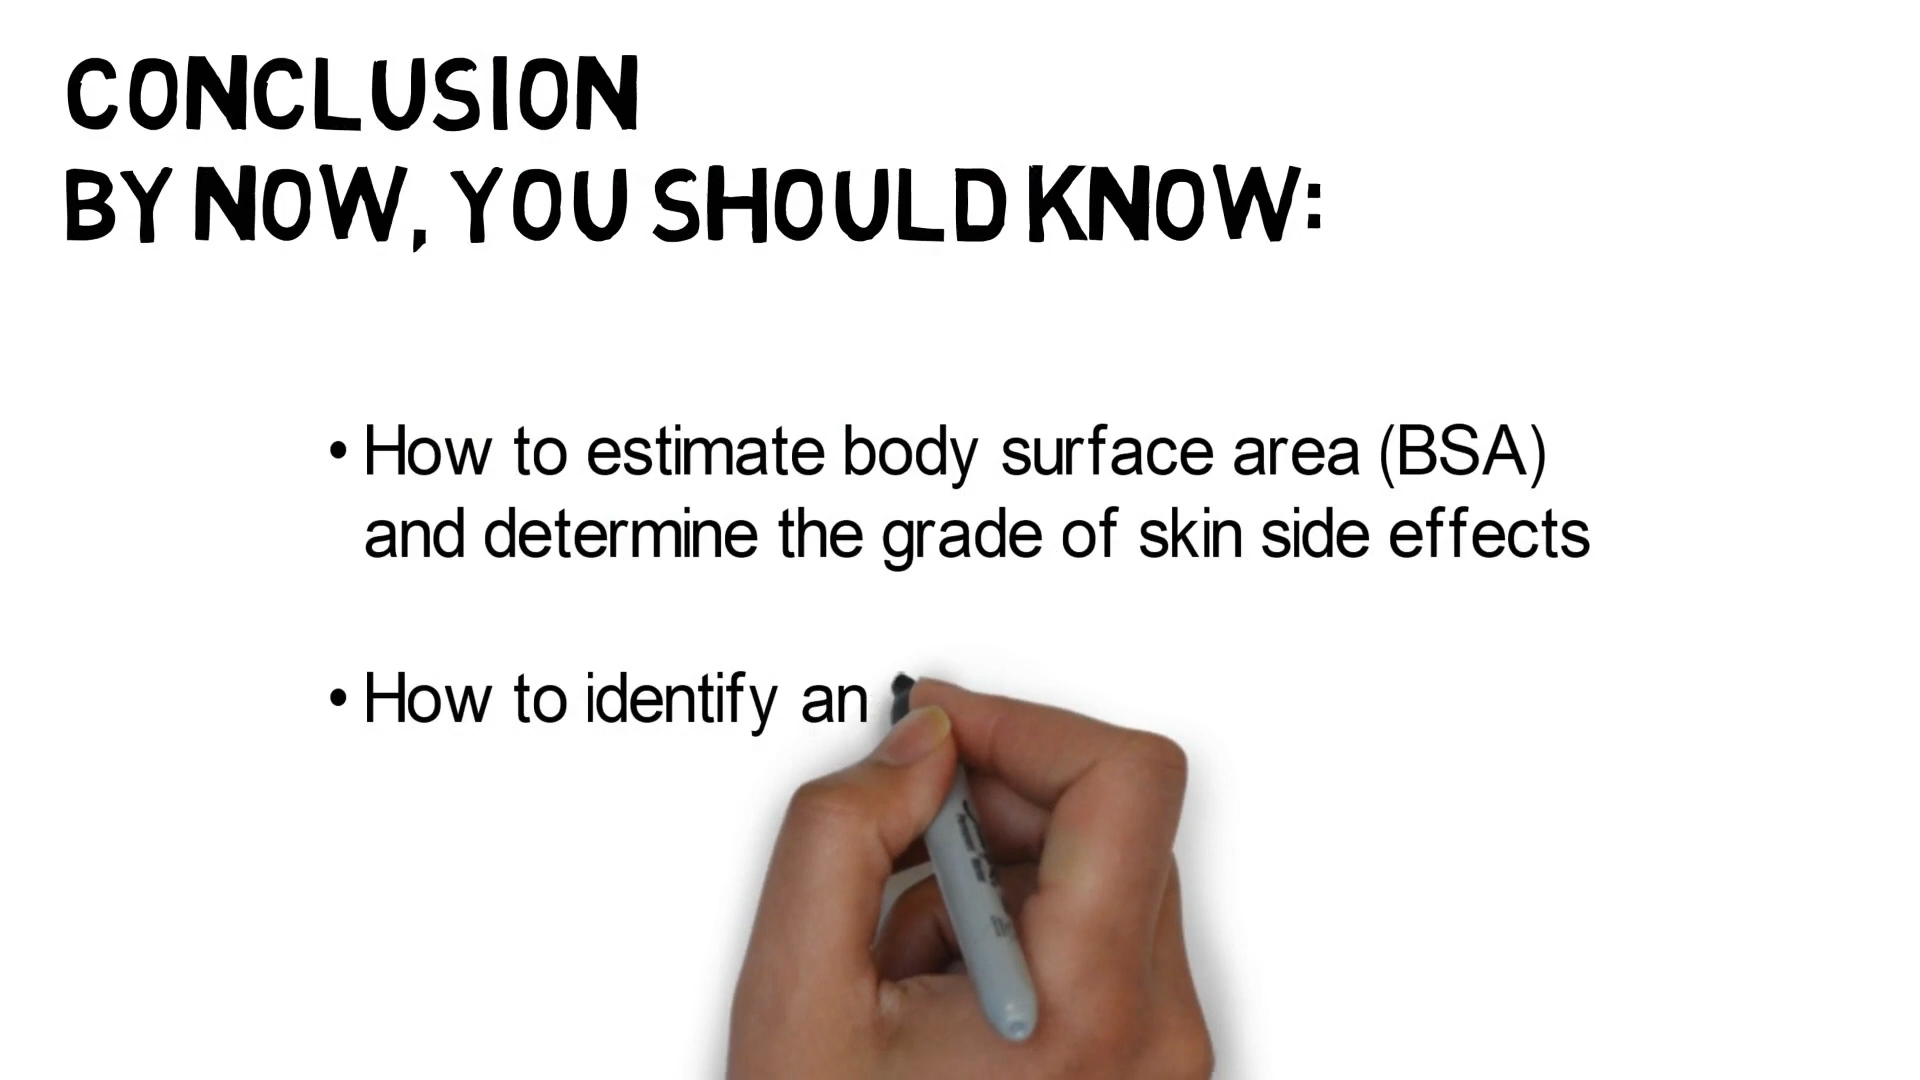 CONCLUSION
BY NOW, YOU SHOULD KNOW:
• How to estimate body surface area (BSA)
and determine the grade of skin side effects
• How to identify an